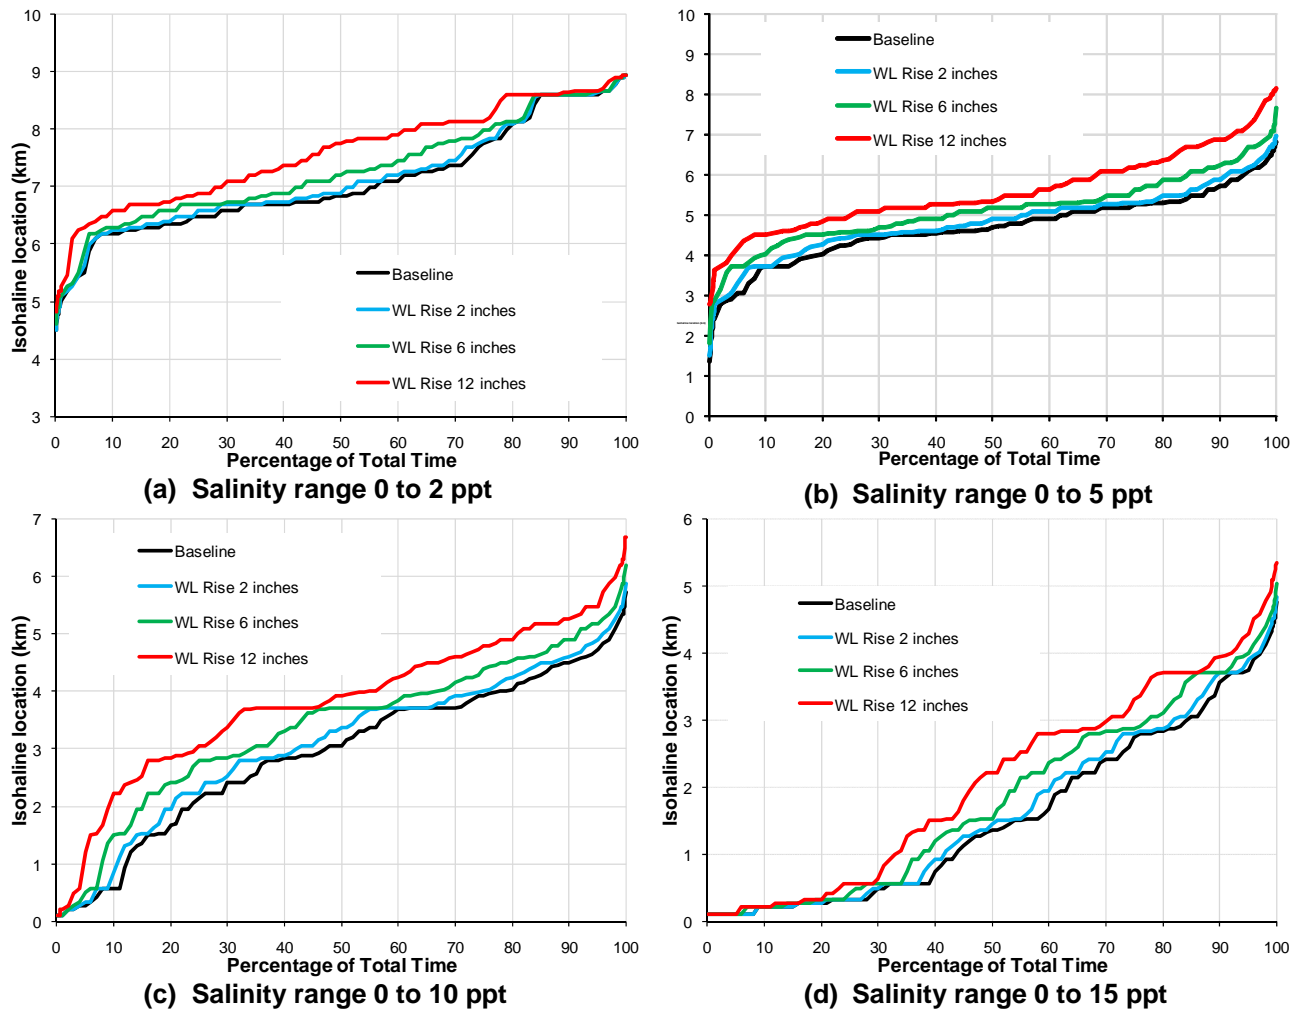 10
9
8
7
6
5
4
3
Isohaline location (km)
Baseline
WL Rise 2 inches
WL Rise 6 inches
WL Rise 12 inches
0 10 20 30 40 50 60 70 80 90 100
Percentage of Total Time
(a) Salinity range 0 to 2 ppt
10
9
8
7
6
5
4
3
2
1
0
Baseline
WL Rise 2 inches
WL Rise 6 inches
WL Rise 12 inches
0 10 20 30 40 50 60 70 80 90 100
Percentage of Total Time
(b) Salinity range 0 to 5 ppt
7
6
5
4
3
2
1
0
Isohaline location (km)
Baseline
WL Rise 2 inches
WL Rise 6 inches
WL Rise 12 inches
0 10 20 30 40 50 60 70 80 90 100
Percentage of Total Time
(c) Salinity range 0 to 10 ppt
6
5
4
3
2
1
0
Isohaline location (km)
Baseline
WL Rise 2 inches
WL Rise 6 inches
WL Rise 12 inches
0 10 20 30 40 50 60 70 80 90 100
Percentage of Total Time
(d) Salinity range 0 to 15 ppt